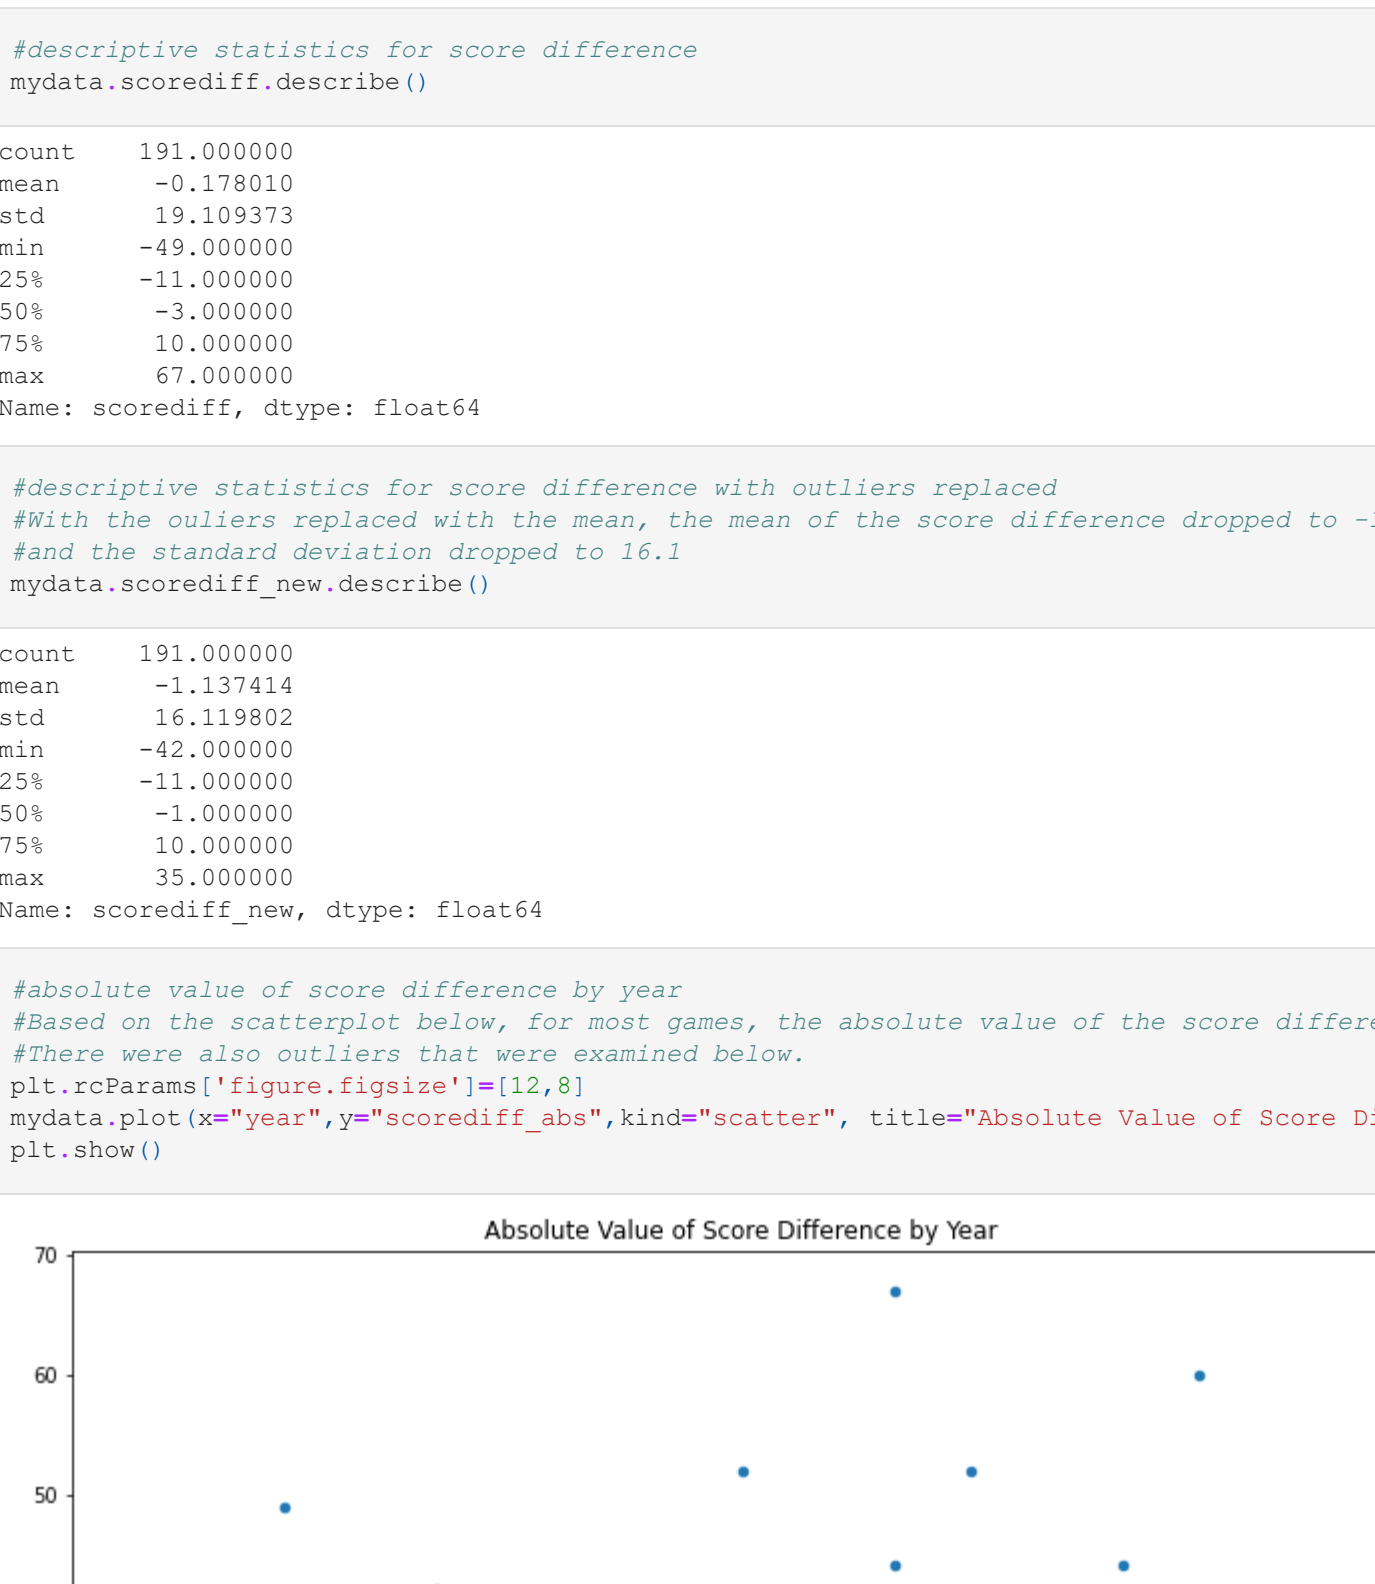 #descriptive statistics for score difference
mydata.scorediff.describe()
count 191.000000
mean -0.178010
std 19.109373
min -49.000000
25% -11.000000
50% -3.000000
75% 10.000000
max 67.000000
Name: scorediff, dtype: float64
#descriptive statistics for score difference with outliers replaced
#With the ouliers replaced with the mean, the mean of the score difference dropped to -
#and the standard deviation dropped to 16.1
mydata.scorediff_new.describe()
count 191.000000
mean -1.137414
std 16.119802
min -42.000000
25% -11.000000
50% -1.000000
75% 10.000000
max 35.000000
Name: scorediff_new, dtype: float64
#absolute value of score difference by year
#Based on the scatterplot below, for most games, the absolute value of the score differ
#There were also outliers that were examined below.
plt.rcParams['figure.figsize']=[12,8]
mydata.plot(x="year",y="scorediff_abs",kind="scatter", title="Absolute Value of Score D
plt.show()
Absolute Value of Score Difference by Year
70
60
50